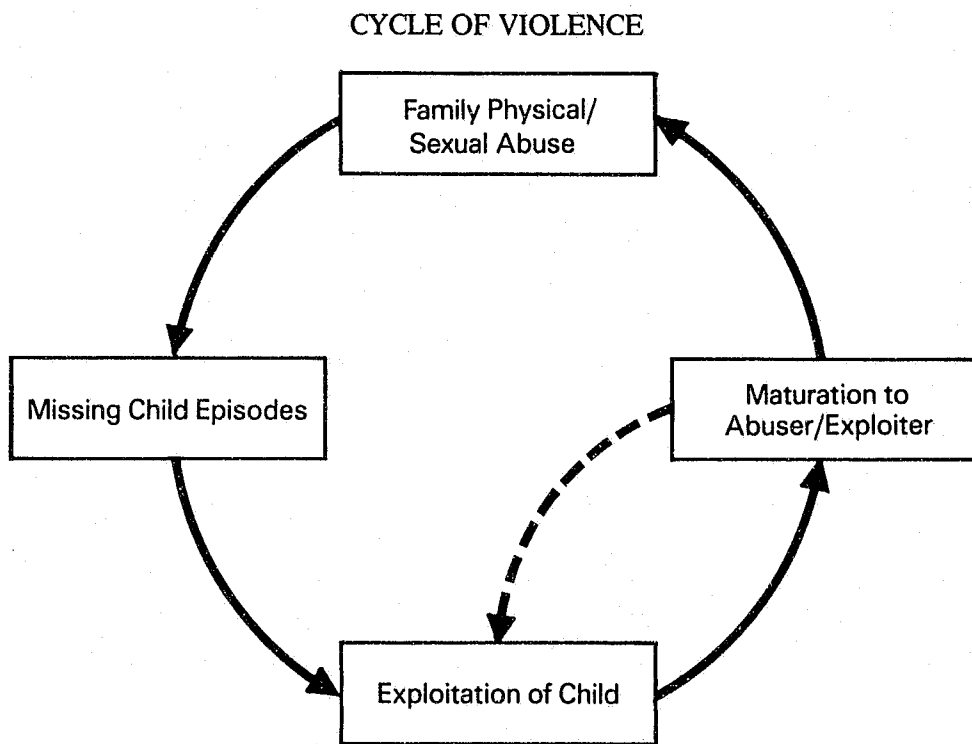 CYCLE OF VIOLENCE
Family Physical/
Sexual Abuse
Missing Child Episodes
Maturation to
Abuser/Exploiter
Exploitation of Child